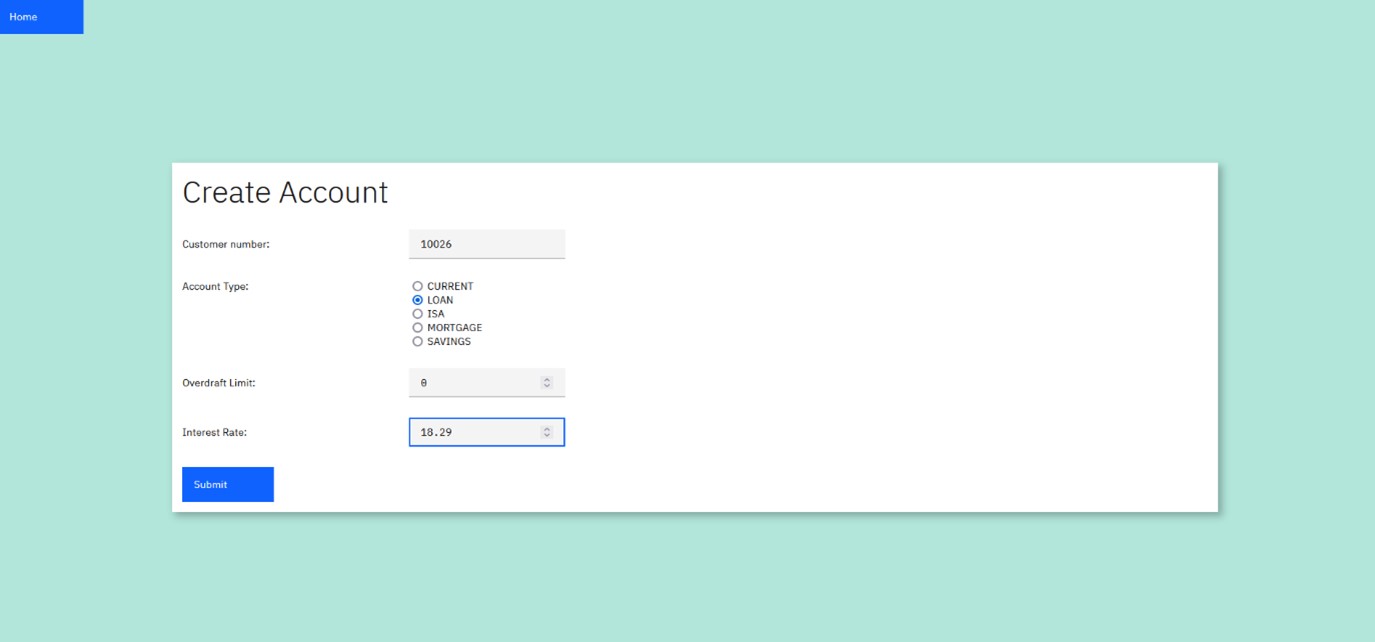 Home
Create Account
Customer number: 10026
Account Type: CURRENT
LOAN
ISA
MORTGAGE
SAVINGS
Overdraft Limit: 0
Interest Rate: 18.29
Submit